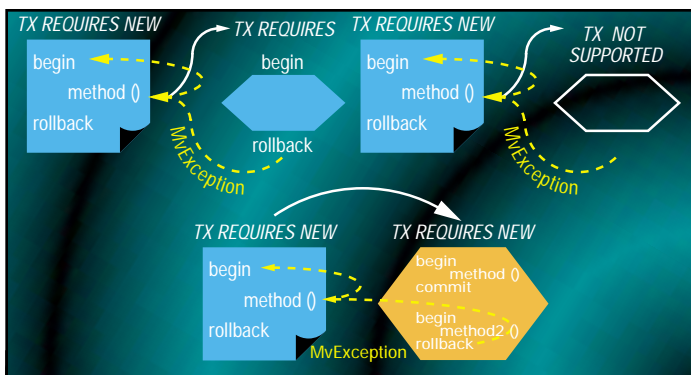 TX REQUIRES NEW
begin
method ()
rollback
TX REQUIRES
begin
rollback
MvException
TX REQUIRES NEW
begin
method ()
rollback
TX NOT
SUPPORTED
MvException
TX REQUIRES NEW
begin
method ()
rollback
TX REQUIRES NEW
begin
method ()
commit
begin
method2 ()
rollback
MvException